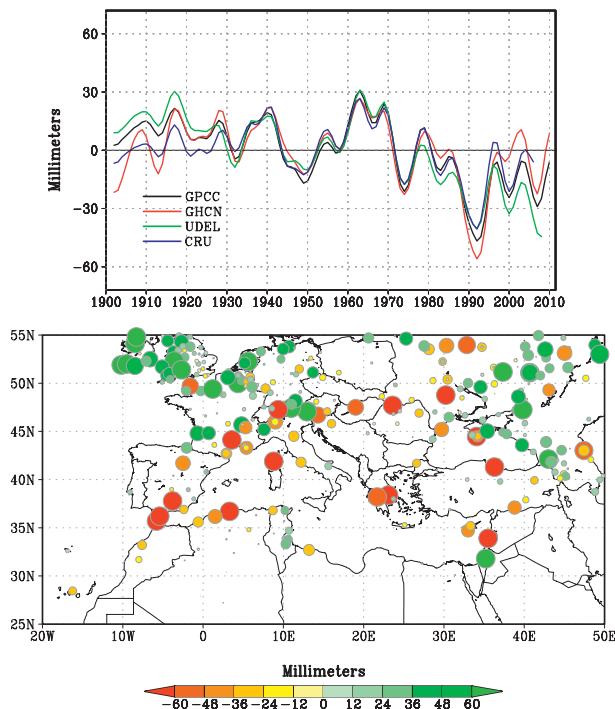 60
30
0
-30
-60
Millimeters
GPCC
GHCN
UDEL
CRU
1900 1910 1920 1930 1940 1950 1960 1970 1980 1990 2000 2010
55N
50N
45N
40N
35N
30N
25N
20W 10W 0 10E 20E 30E 40E 50E
Millimeters
-60 -48 -36 -24 -12 0 12 24 36 48 60